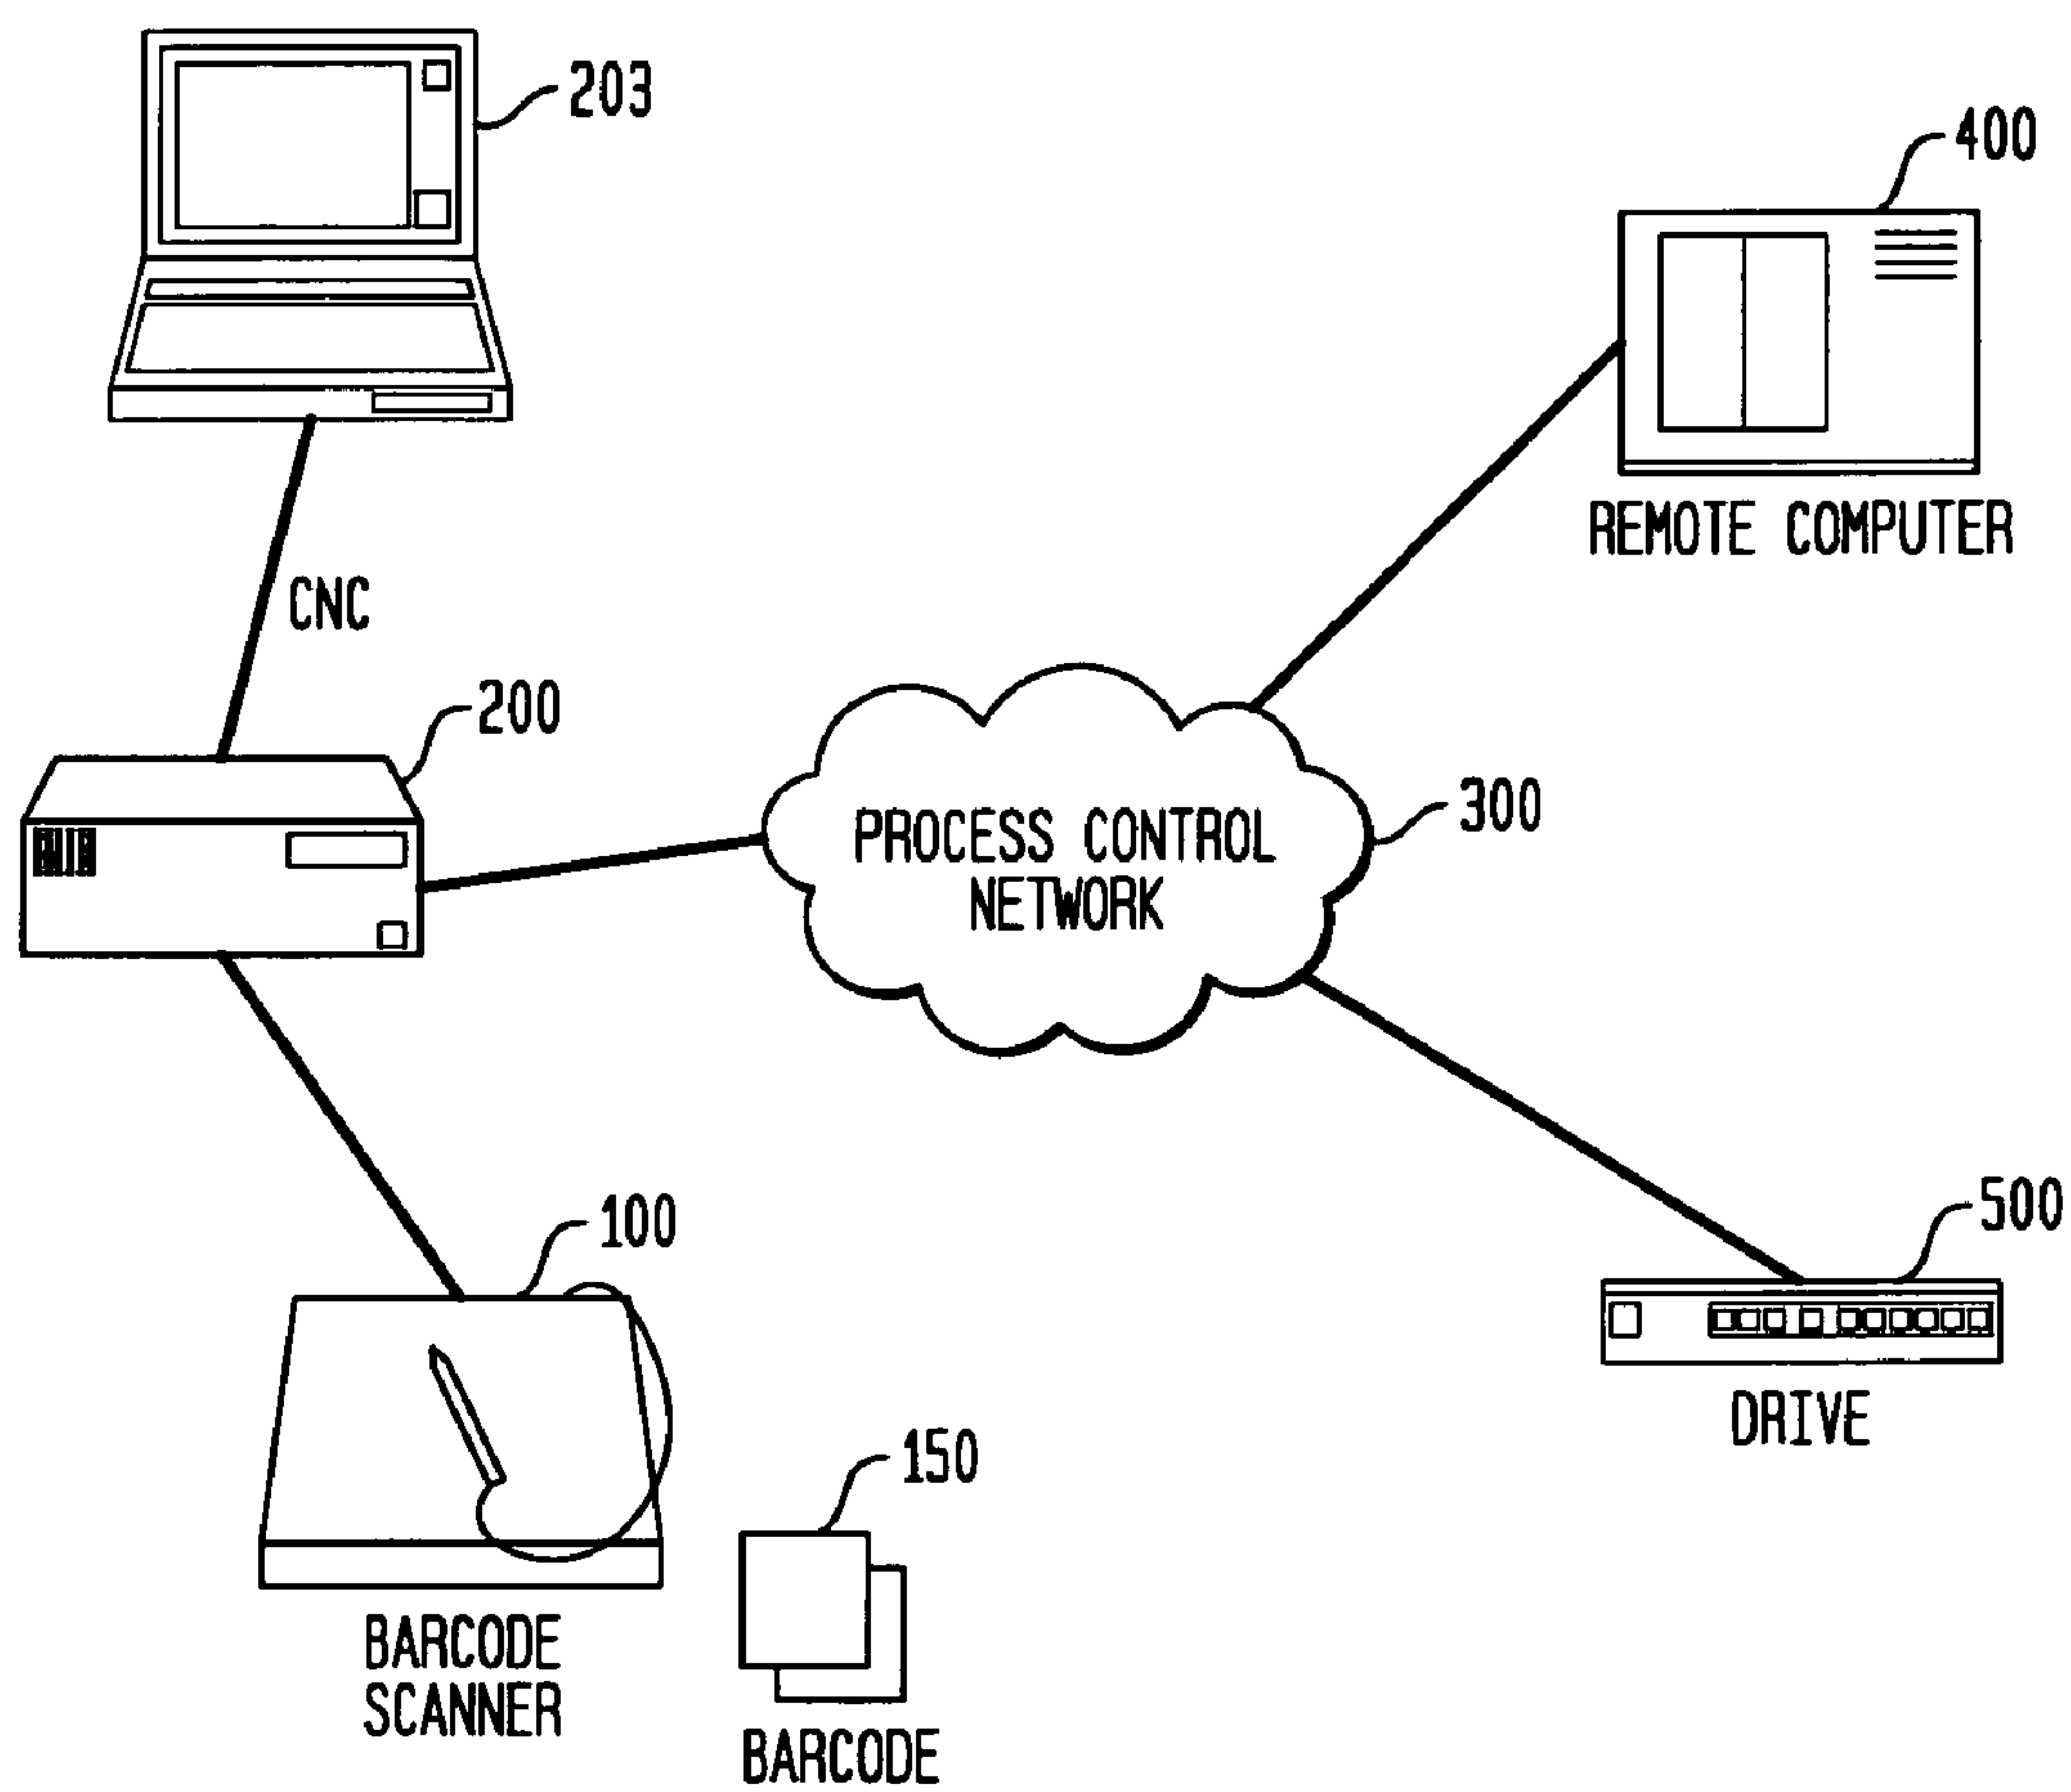 203
400
REMOTE COMPUTER
CNC
200
300
PROCESS CONTROL
NETWORK
100
500
DRIVE
150
BARCODE
SCANNER
BARCODE